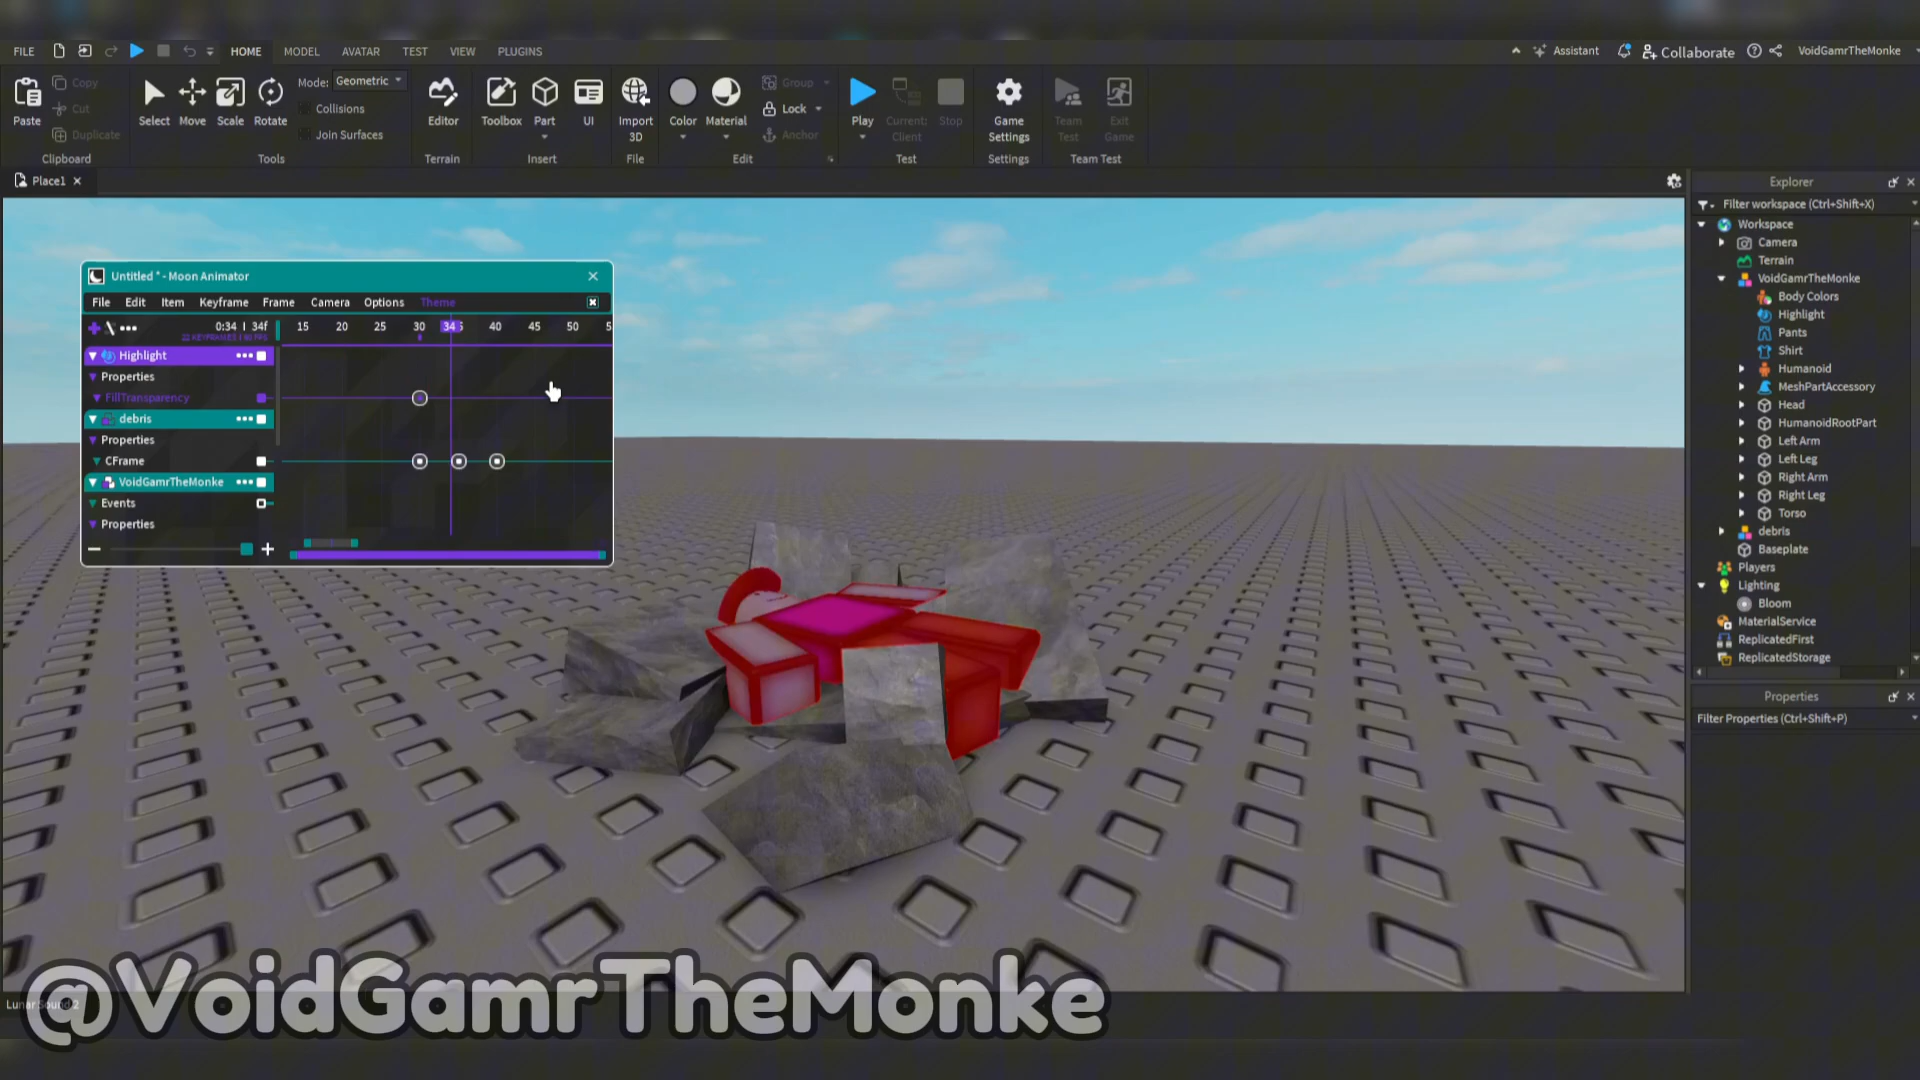 FILE HOME MODEL AVATAR TEST VIEW PLUGINS Assistant Collaborate VoidGamrTheMonke
Paste Copy Cut Duplicate Clipboard
Select Move Scale Rotate Mode: Geometric Collisions Join Surfaces Tools
Editor Terrain
Toolbox Part UI Insert
Import 3D File
Color Material Group Lock Anchor Edit
Play Current: Client Stop Test
Game Settings Settings
Team Test Exit Game Team Test
Place1
Untitled * - Moon Animator
File Edit Item Keyframe Frame Camera Options Theme
0:34 | 34f 15 20 25 30 34 40 45 50
Highlight
Properties
FillTransparency
debris
Properties
CFrame
VoidGamrTheMonke
Events
Properties
Explorer
Filter workspace (Ctrl+Shift+X)
Workspace
Camera
Terrain
VoidGamrTheMonke
Body Colors
Highlight
Pants
Shirt
Humanoid
MeshPartAccessory
Head
HumanoidRootPart
Left Arm
Left Leg
Right Arm
Right Leg
Torso
debris
Baseplate
Players
Lighting
Bloom
MaterialService
ReplicatedFirst
ReplicatedStorage
Properties
Filter Properties (Ctrl+Shift+P)
Lunar Sound 2
@VoidGamrTheMonke